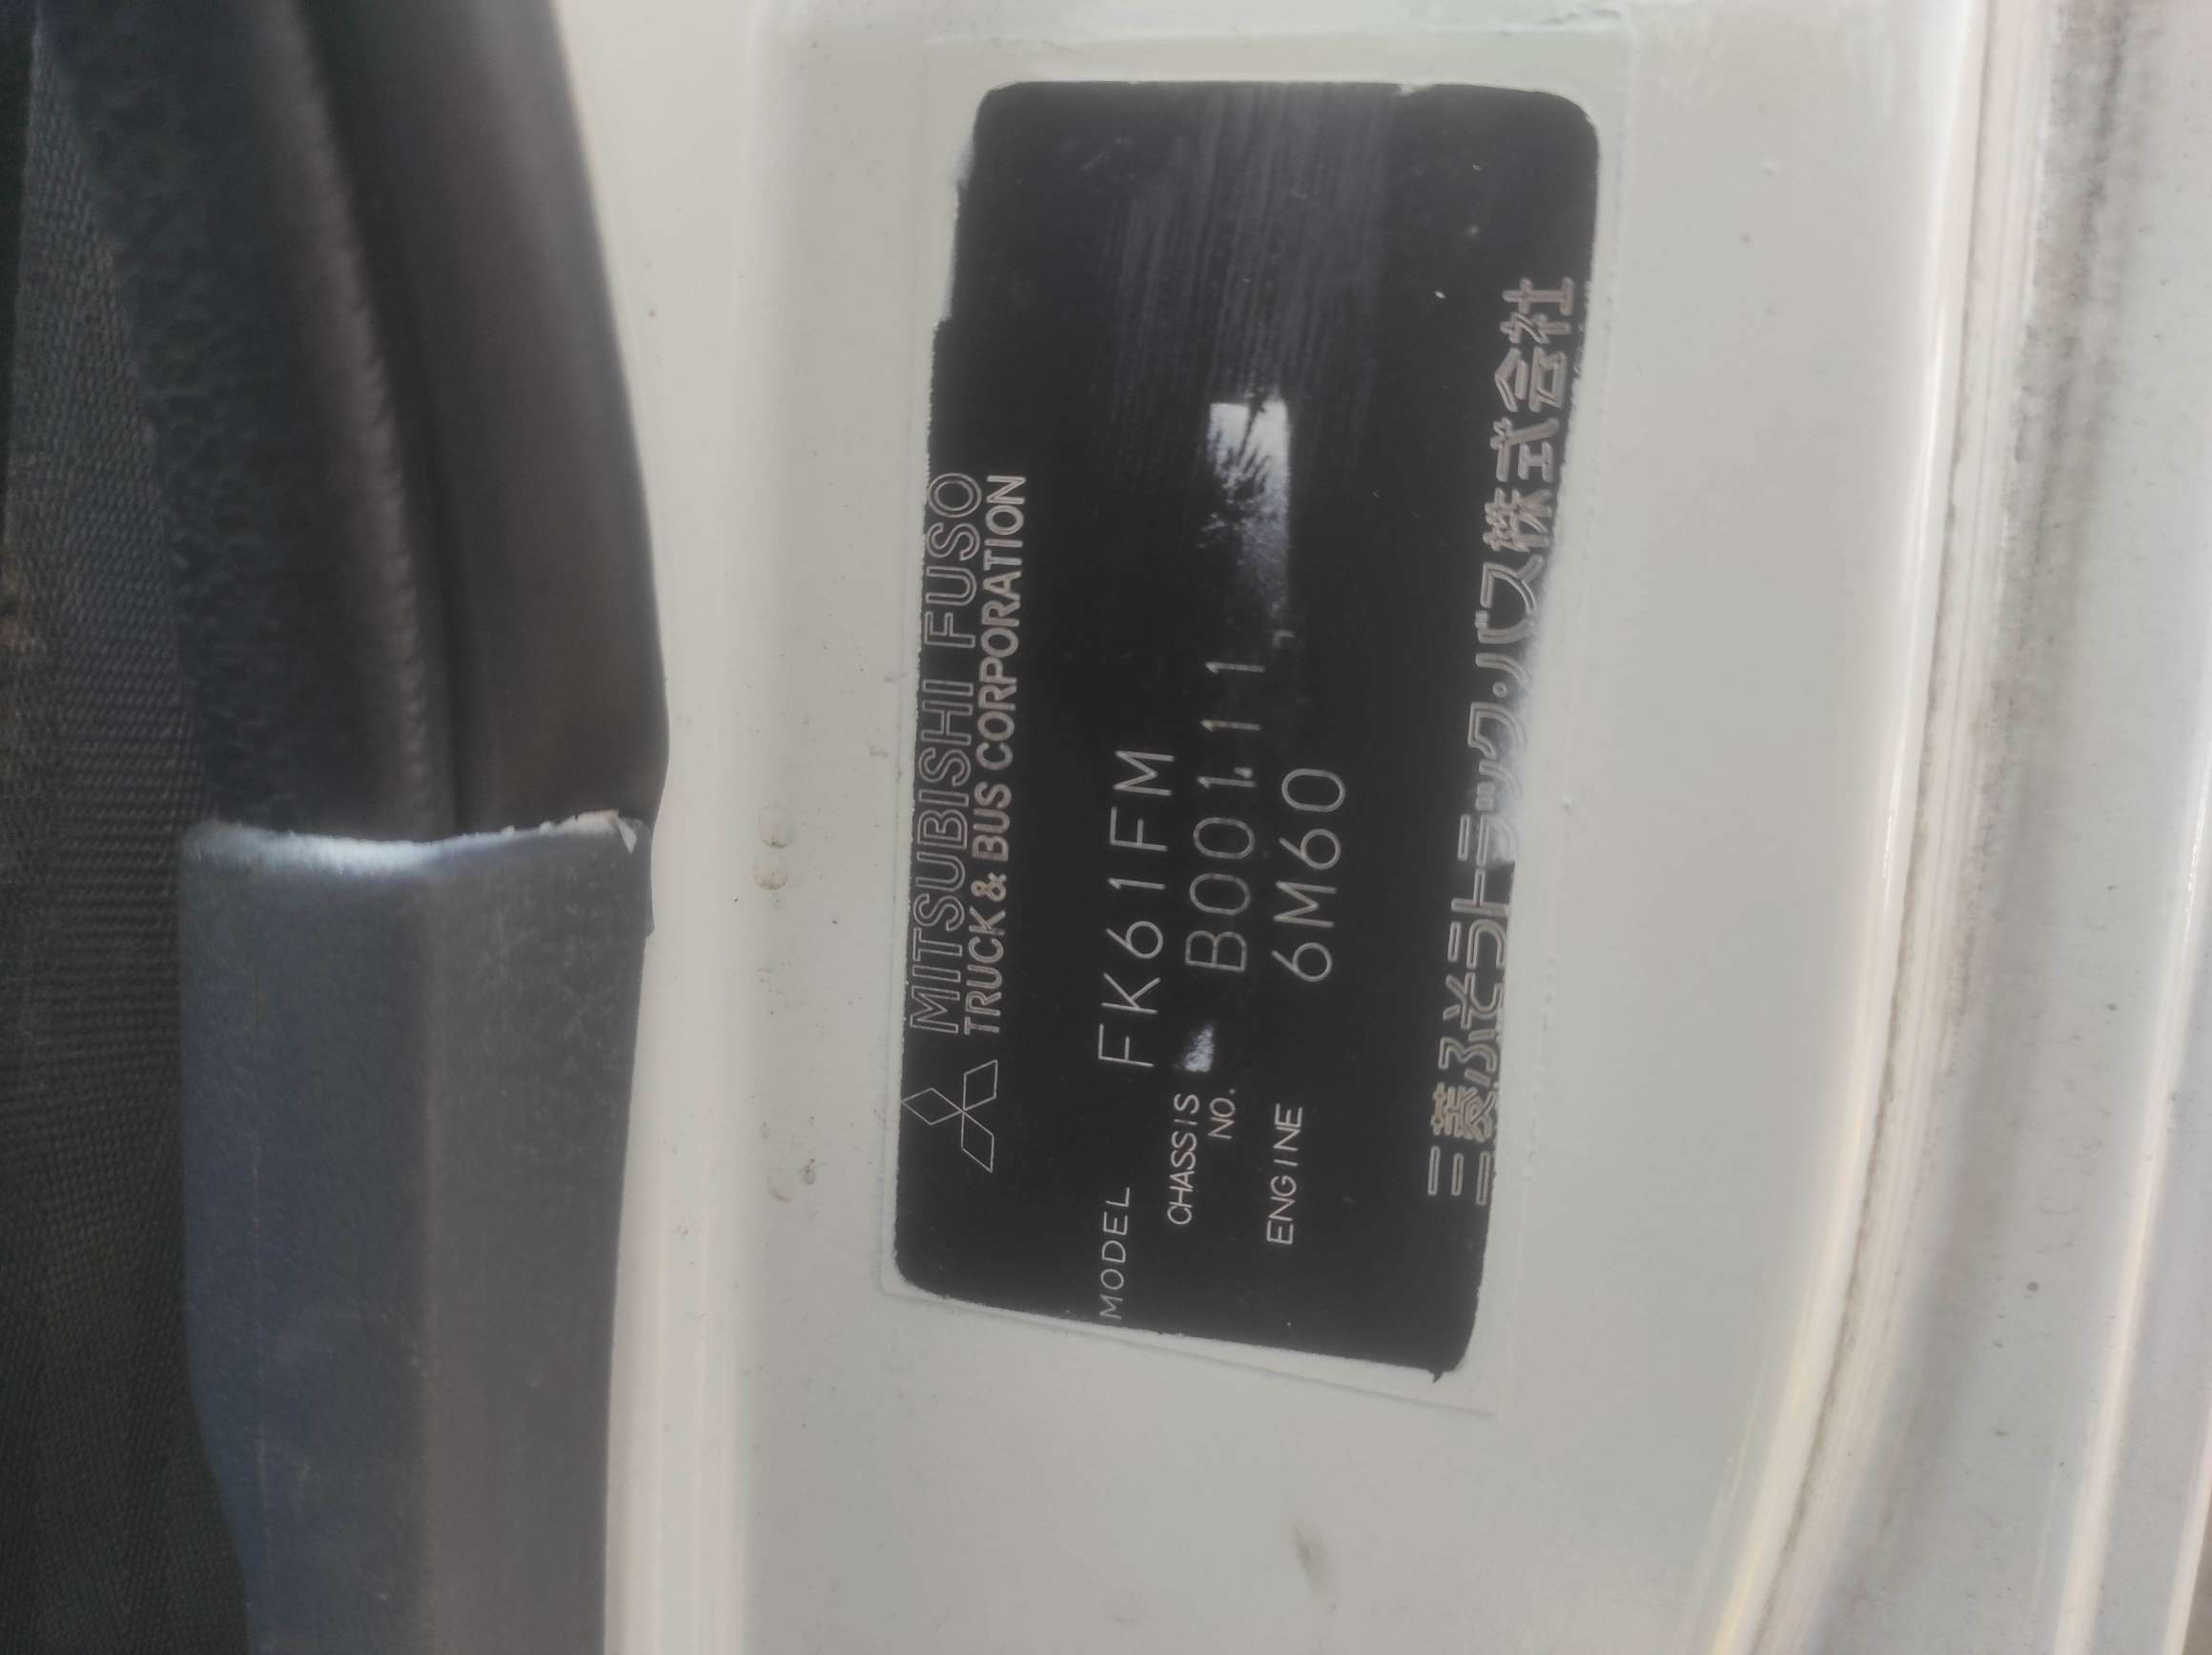 MITSUBISHI FUSO
TRUCK & BUS CORPORATION
MODEL FK61FM
CHASSIS NO. B00111
ENGINE 6M60
三菱ふそうトラック・バス株式会社